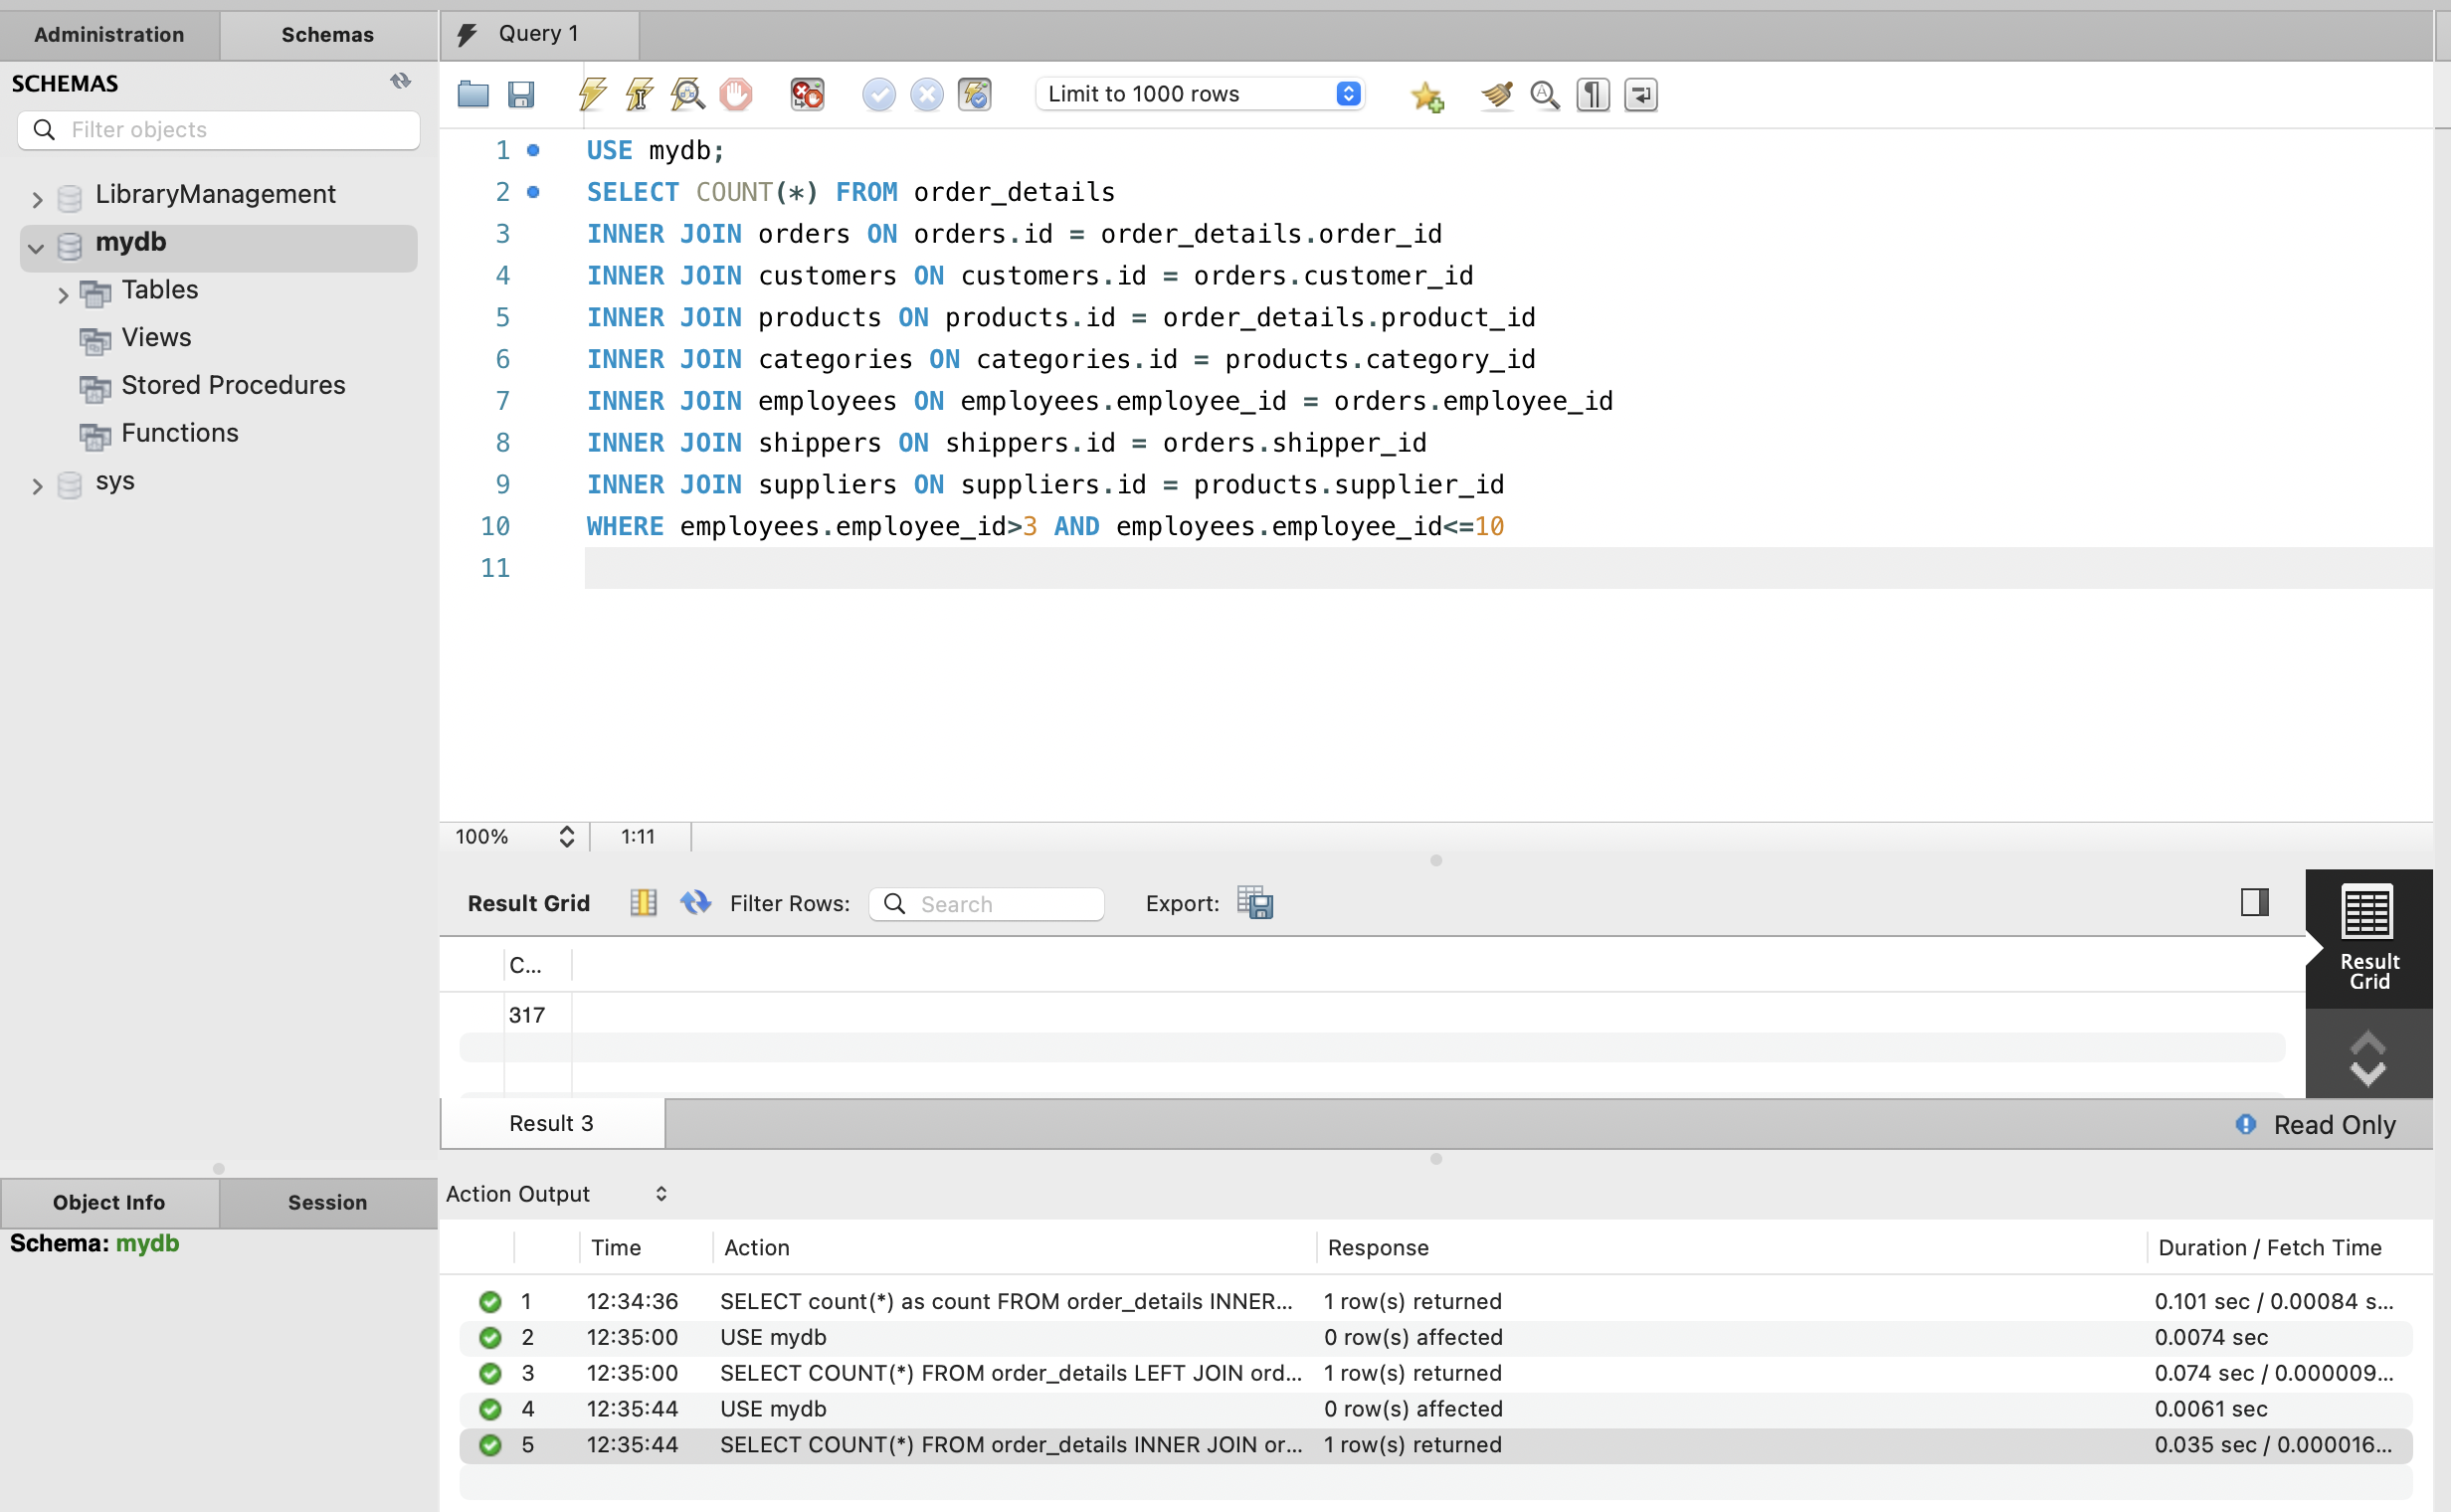 Administration
Schemas
Query 1
SCHEMAS
Filter objects
LibraryManagement
mydb
Tables
Views
Stored Procedures
Functions
sys
Limit to 1000 rows
1 USE mydb;
2 SELECT COUNT(*) FROM order_details
3 INNER JOIN orders ON orders.id = order_details.order_id
4 INNER JOIN customers ON customers.id = orders.customer_id
5 INNER JOIN products ON products.id = order_details.product_id
6 INNER JOIN categories ON categories.id = products.category_id
7 INNER JOIN employees ON employees.employee_id = orders.employee_id
8 INNER JOIN shippers ON shippers.id = orders.shipper_id
9 INNER JOIN suppliers ON suppliers.id = products.supplier_id
10 WHERE employees.employee_id>3 AND employees.employee_id<=10
11
100% 1:11
Result Grid Filter Rows: Search Export:
C...
317
Result
Grid
Result 3
Read Only
Object Info
Session
Schema: mydb
Action Output
Time Action Response Duration / Fetch Time
1 12:34:36 SELECT count(*) as count FROM order_details INNER... 1 row(s) returned 0.101 sec / 0.00084 s...
2 12:35:00 USE mydb 0 row(s) affected 0.0074 sec
3 12:35:00 SELECT COUNT(*) FROM order_details LEFT JOIN ord... 1 row(s) returned 0.074 sec / 0.000009...
4 12:35:44 USE mydb 0 row(s) affected 0.0061 sec
5 12:35:44 SELECT COUNT(*) FROM order_details INNER JOIN or... 1 row(s) returned 0.035 sec / 0.000016...